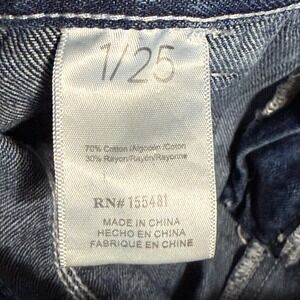 1/25
70% Cotton/Algodón/Coton
30% Rayon/Rayón/Rayonne
RN# 155481
MADE IN CHINA
HECHO EN CHINA
FABRIQUÉ EN CHINE